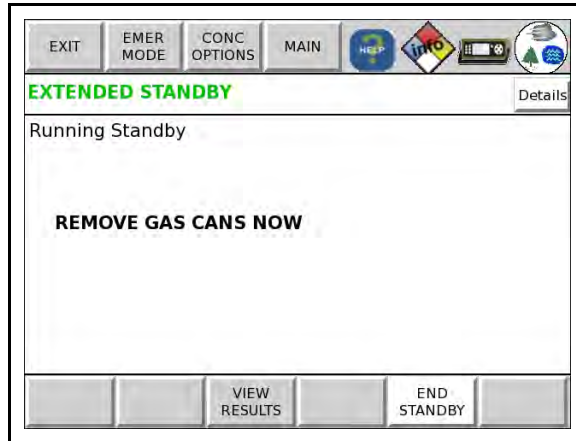 EXIT
EMER
MODE
CONC
OPTIONS
MAIN
HELP
info
EXTENDED STANDBY
Details
Running Standby
REMOVE GAS CANS NOW
VIEW
RESULTS
END
STANDBY